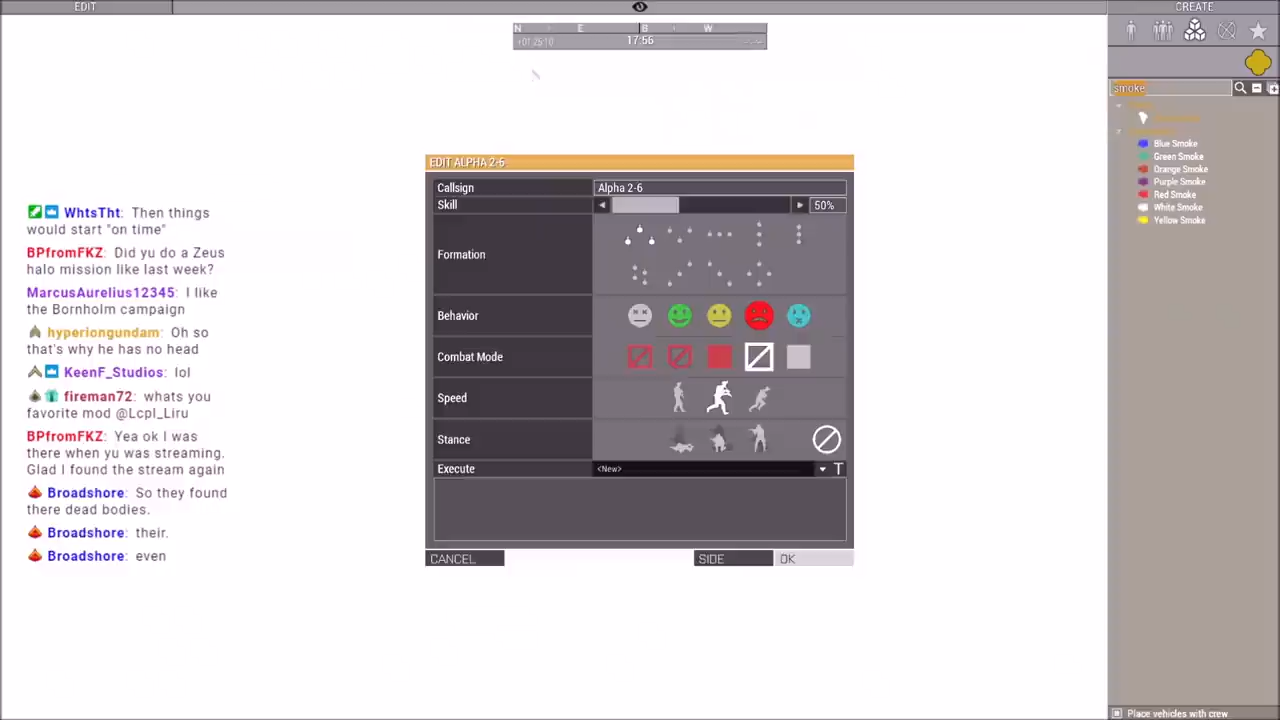 EDIT
CREATE
N E S W
+01:25:10 17:56
smoke
Blue Smoke
Green Smoke
Orange Smoke
Purple Smoke
Red Smoke
White Smoke
Yellow Smoke
EDIT ALPHA 2-6
Callsign Alpha 2-6
Skill 50%
Formation
Behavior
Combat Mode
Speed
Stance
Execute <New> T
CANCEL SIDE OK
WhtsTht: Then things
would start "on time"
BPfromFKZ: Did yu do a Zeus
halo mission like last week?
MarcusAurelius12345: I like
the Bornholm campaign
hyperiongundam: Oh so
that's why he has no head
KeenF_Studios: lol
fireman72: whats you
favorite mod @Lcpl_Liru
BPfromFKZ: Yea ok I was
there when yu was streaming.
Glad I found the stream again
Broadshore: So they found
there dead bodies.
Broadshore: their.
Broadshore: even
Place vehicles with crew